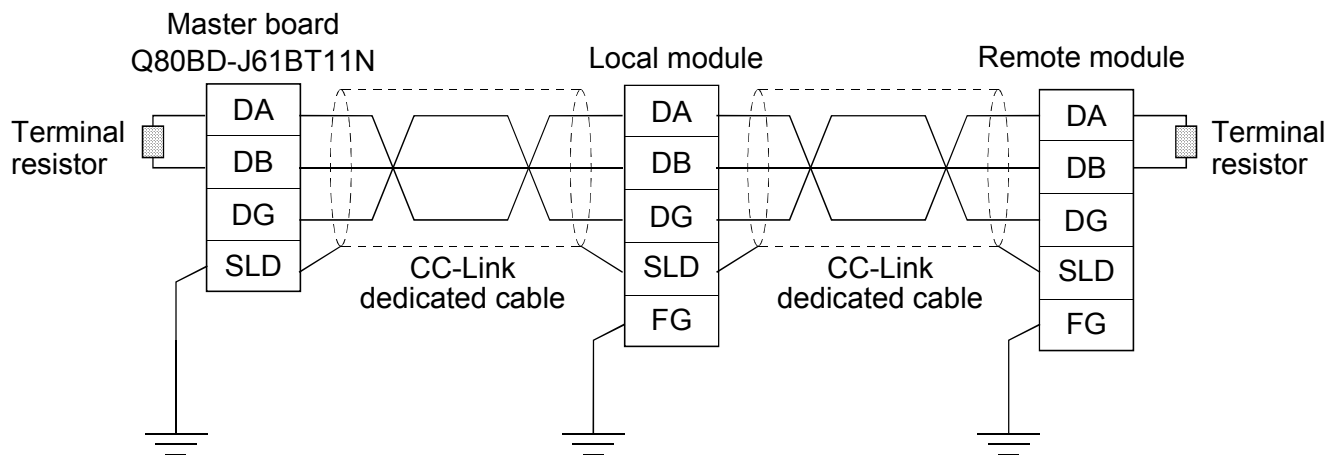 Master board
Q80BD-J61BT11N
Local module
Remote module
Terminal
resistor
DA
DB
DG
SLD
CC-Link
dedicated cable
DA
DB
DG
SLD
FG
CC-Link
dedicated cable
DA
DB
DG
SLD
FG
Terminal
resistor